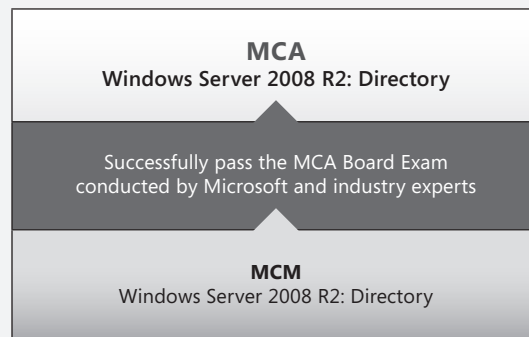 MCA
Windows Server 2008 R2: Directory
Successfully pass the MCA Board Exam
conducted by Microsoft and industry experts
MCM
Windows Server 2008 R2: Directory